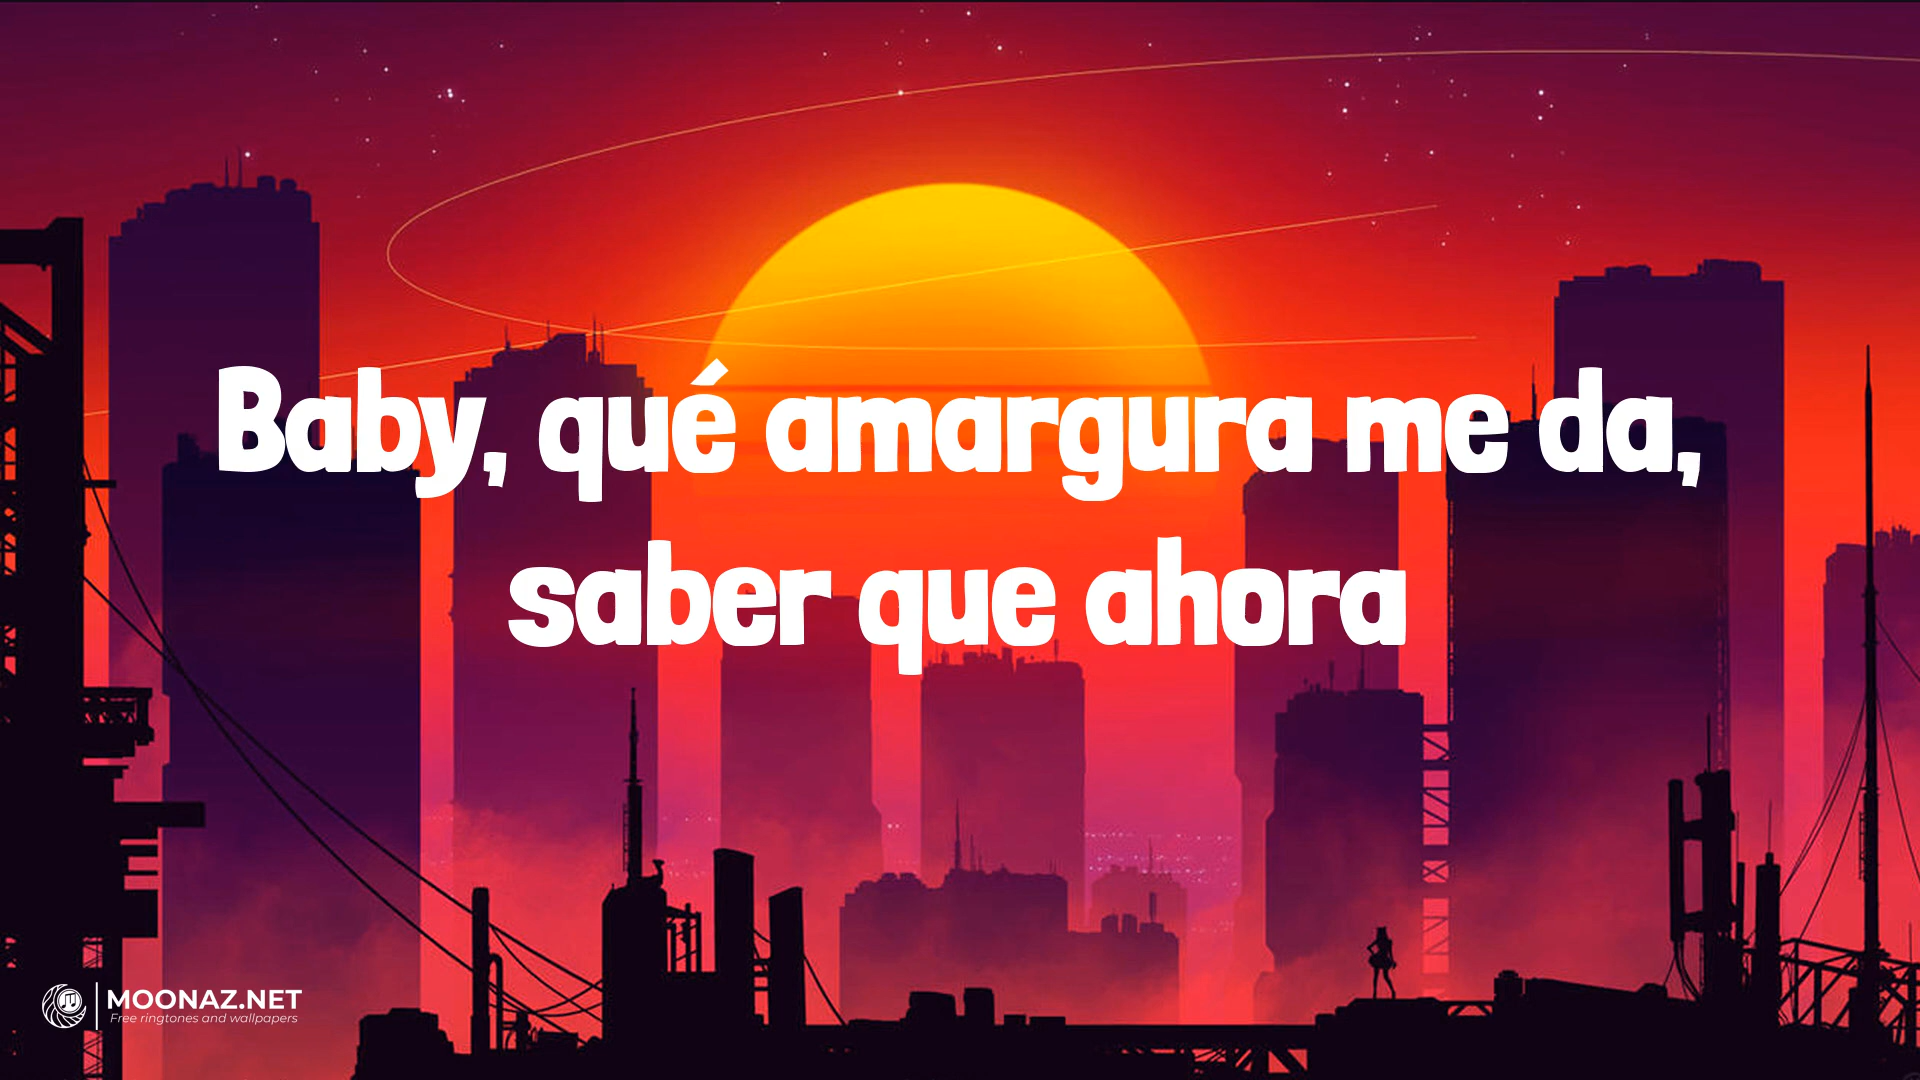 Baby, qué amargura me da,
saber que ahora
MOONAZ.NET
Free ringtones and wallpapers